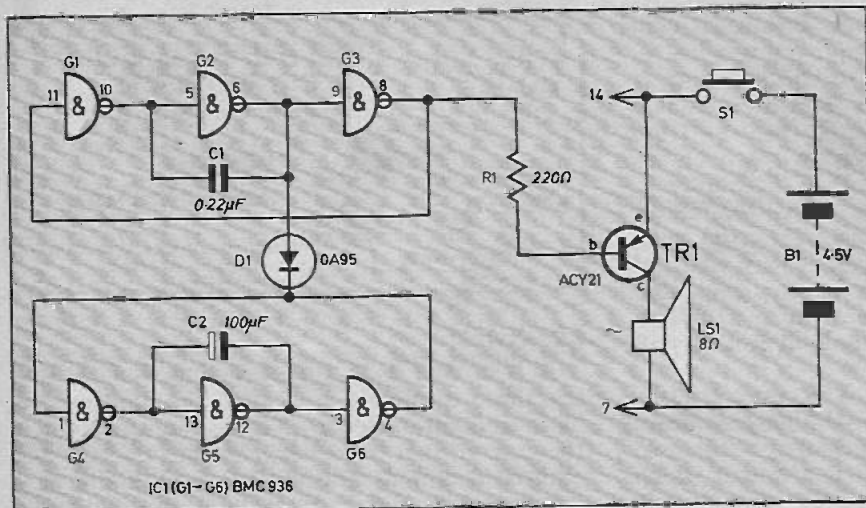 G1
G2
G3
11
&
10
5
&
6
9
&
8
C1
0·22µF
14
S1
R1
220Ω
e
b
TR1
ACY21
c
B1
4·5V
D1
OA95
C2
100µF
~
LS1
8Ω
7
1
&
2
13
&
12
3
&
4
G4
G5
G6
IC1 (G1–G6) BMC 936